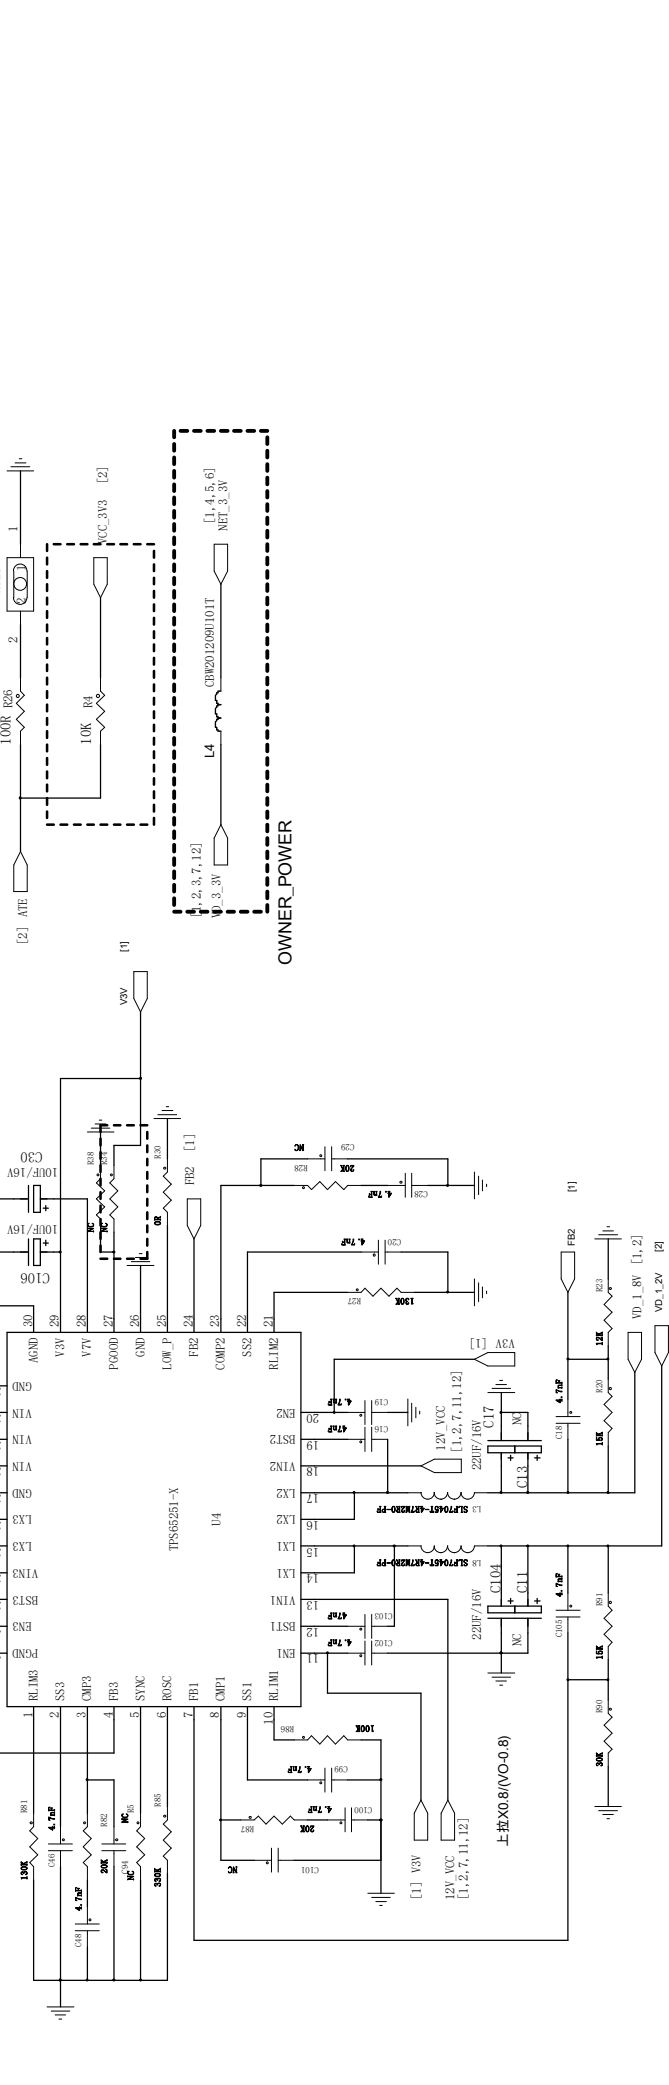 1
2 1
2
R26
100R
[2] ATE
VCC_3V3 [2]
R4
10K
[1,4,5,6]
NET_3_3V
CBW201209U101T
L4
[1,2,3,7,12]
VD_3_3V
OWNER_POWER
V3V [1]
C30
10UF/16V
10UF/16V
C106
R38
R34
NC
NC
R30
0R
FB2 [1]
C29
NC
R28
20K
C28
4.7nF
C20
4.7nF
R27
130K
30 29 28 27 26 25 24 23 22 21
AGND
V3V
V7V
PGOOD
GND
LOW_P
FB2
COMP2
SS2
RLIM2
GND
VIN
VIN
VIN
GND
LX3
LX3
VIN3
BST3
EN3
PGND
TPS65251-X
U4
EN2 20
BST2 19
VIN2 18
LX2 17
LX2 16
LX1 15
LX1 14
VIN1 13
BST1 12
EN1 11
RLIM3
SS3
CMP3
FB3
SYNC
ROSC
FB1
CMP1
SS1
RLIM1
1 2 3 4 5 6 7 8 9 10
V3V [1]
C19
4.7nF
C16
47nF
12V_VCC
[1,2,7,11,12]
C17
22UF/16V
NC
C13
L3
SLF7045T-4R7M2R0-PF
L8
SLF7045T-4R7M2R0-PF
C104
C11
22UF/16V
NC
C103
47nF
C102
4.7nF
FB2
[1]
4.7nF
C18
R23
12K
R20
15K
VD_1_8V [1,2]
VD_1_2V [2]
4.7nF
C105
R91
15K
R90
30K
R81
130K
4.7nF
C46
4.7nF
C48
R82
20K
C94
NC
R5
NC
R85
330K
R86
100K
C99
4.7nF
C100
4.7nF
R87
20K
C101
NC
[1] V3V
12V_VCC
[1,2,7,11,12]
上拉X0.8/(VO-0.8)